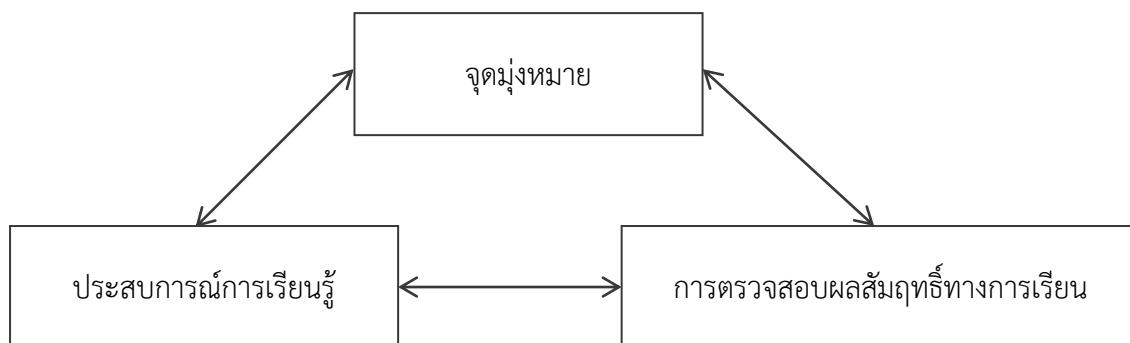 จุดมุ่งหมาย
ประสบการณ์การเรียนรู้
การตรวจสอบผลสัมฤทธิ์ทางการเรียน